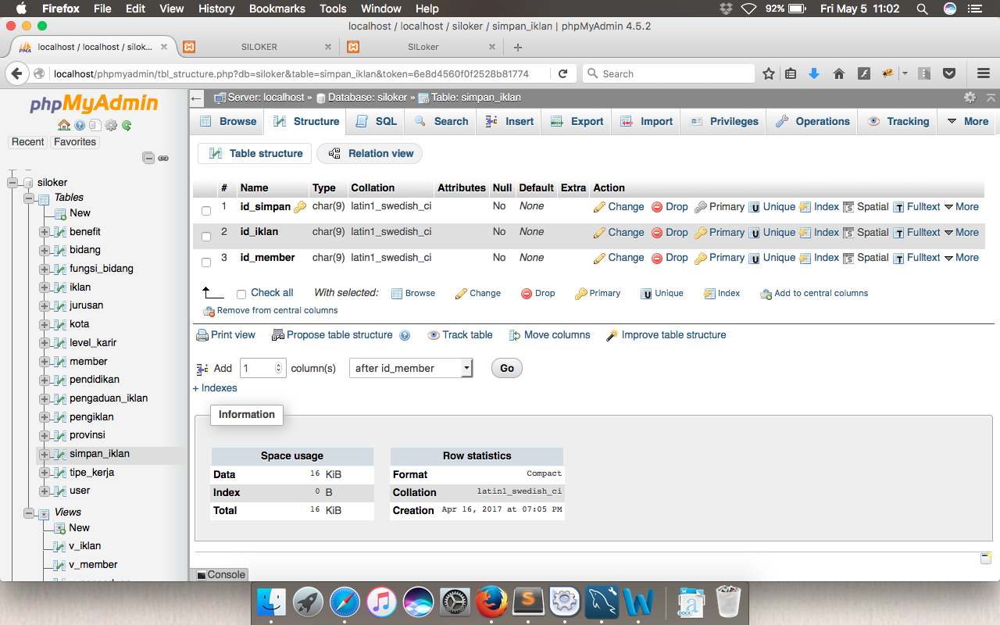 Firefox File Edit View History Bookmarks Tools Window Help 92% Fri May 5 11:02
localhost / localhost / siloker / simpan_iklan | phpMyAdmin 4.5.2
localhost / localhost / silok... SILOKER SILoker
localhost/phpmyadmin/tbl_structure.php?db=siloker&table=simpan_iklan&token=6e8d4560f0f2528b81774 Search
phpMyAdmin
Recent Favorites
siloker
Tables
New
benefit
bidang
fungsi_bidang
iklan
jurusan
kota
level_karir
member
pendidikan
pengaduan_iklan
pengiklan
provinsi
simpan_iklan
tipe_kerja
user
Views
New
v_iklan
v_member
Server: localhost » Database: siloker » Table: simpan_iklan
Browse Structure SQL Search Insert Export Import Privileges Operations Tracking More
Table structure Relation view
# Name Type Collation Attributes Null Default Extra Action
1 id_simpan char(9) latin1_swedish_ci No None Change Drop Primary Unique Index Spatial Fulltext More
2 id_iklan char(9) latin1_swedish_ci No None Change Drop Primary Unique Index Spatial Fulltext More
3 id_member char(9) latin1_swedish_ci No None Change Drop Primary Unique Index Spatial Fulltext More
Check all With selected: Browse Change Drop Primary Unique Index Add to central columns
Remove from central columns
Print view Propose table structure Track table Move columns Improve table structure
Add 1 column(s) after id_member Go
+ Indexes
Information
Space usage
Data 16 KiB
Index 0 B
Total 16 KiB
Row statistics
Format Compact
Collation latin1_swedish_ci
Creation Apr 16, 2017 at 07:05 PM
Console